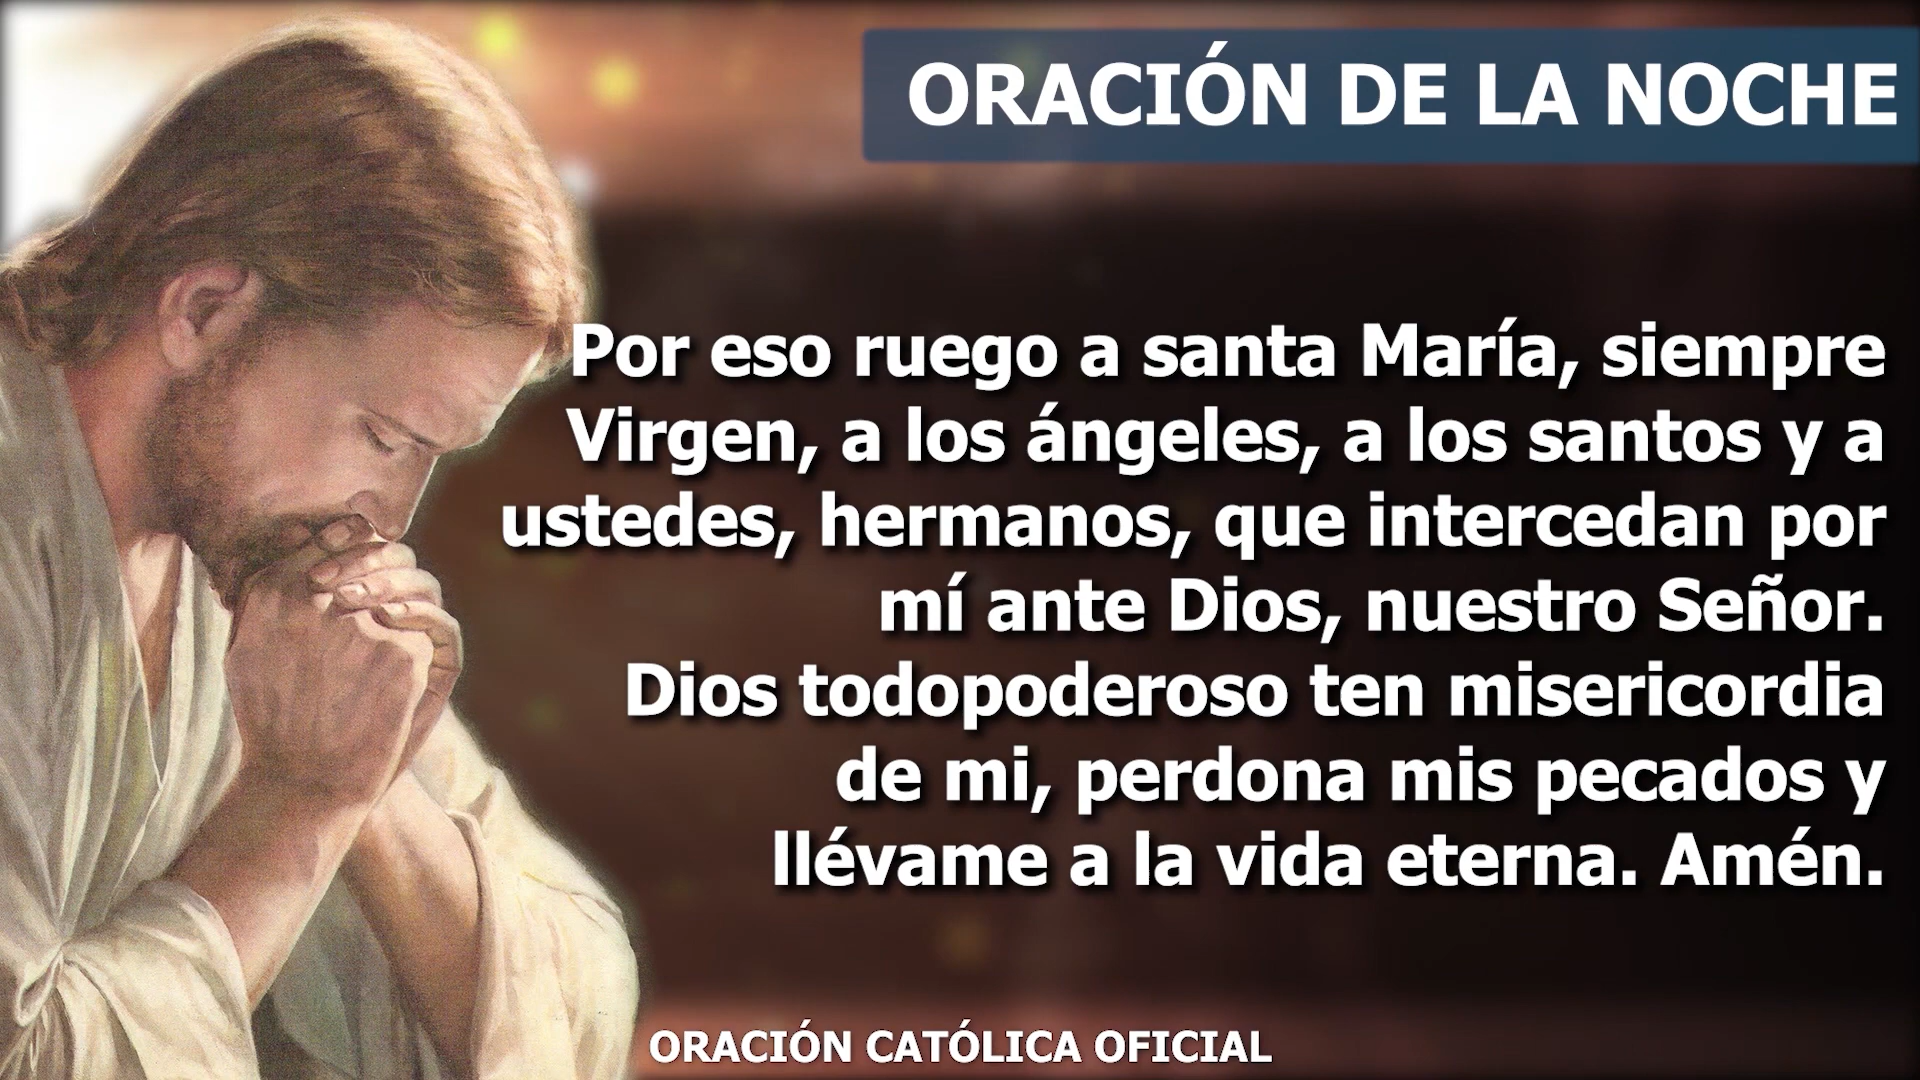 ORACIÓN DE LA NOCHE
Por eso ruego a santa María, siempre
Virgen, a los ángeles, a los santos y a
ustedes, hermanos, que intercedan por
mí ante Dios, nuestro Señor.
Dios todopoderoso ten misericordia
de mi, perdona mis pecados y
llévame a la vida eterna. Amén.
ORACIÓN CATÓLICA OFICIAL